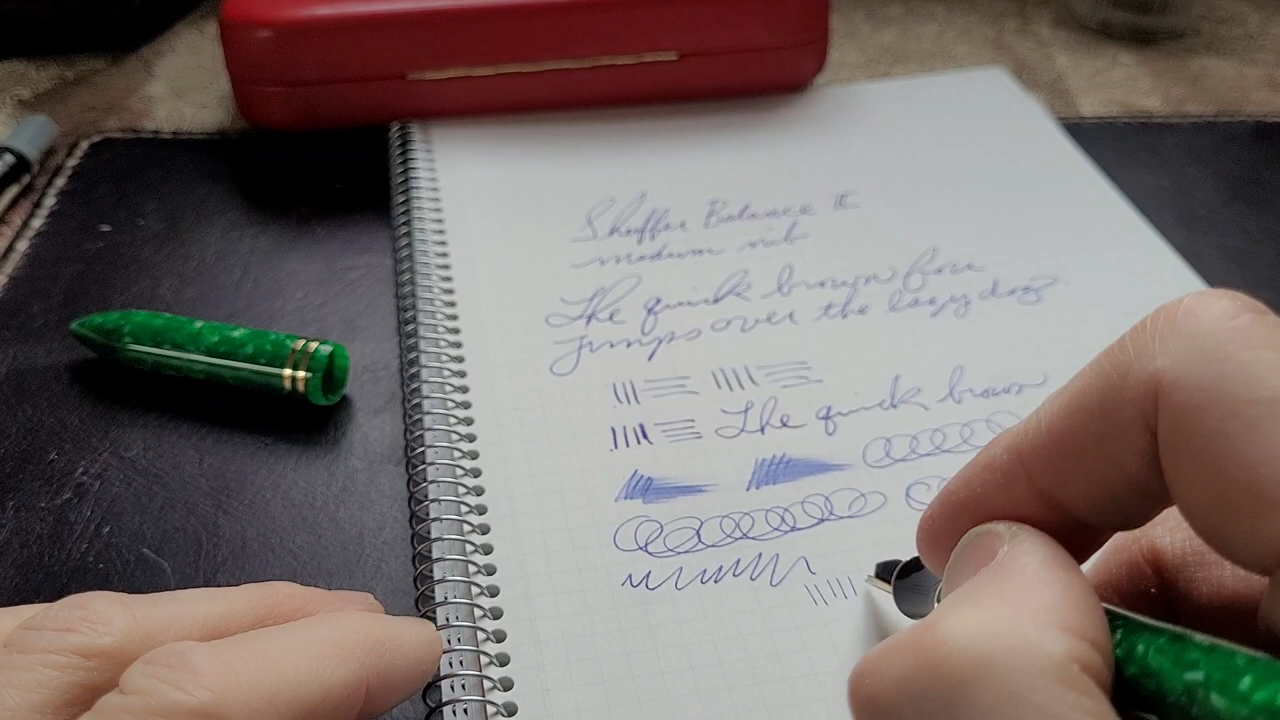 Sheaffer Balance II
medium nib
The quick brown fox
jumps over the lazy dog
The quick brown